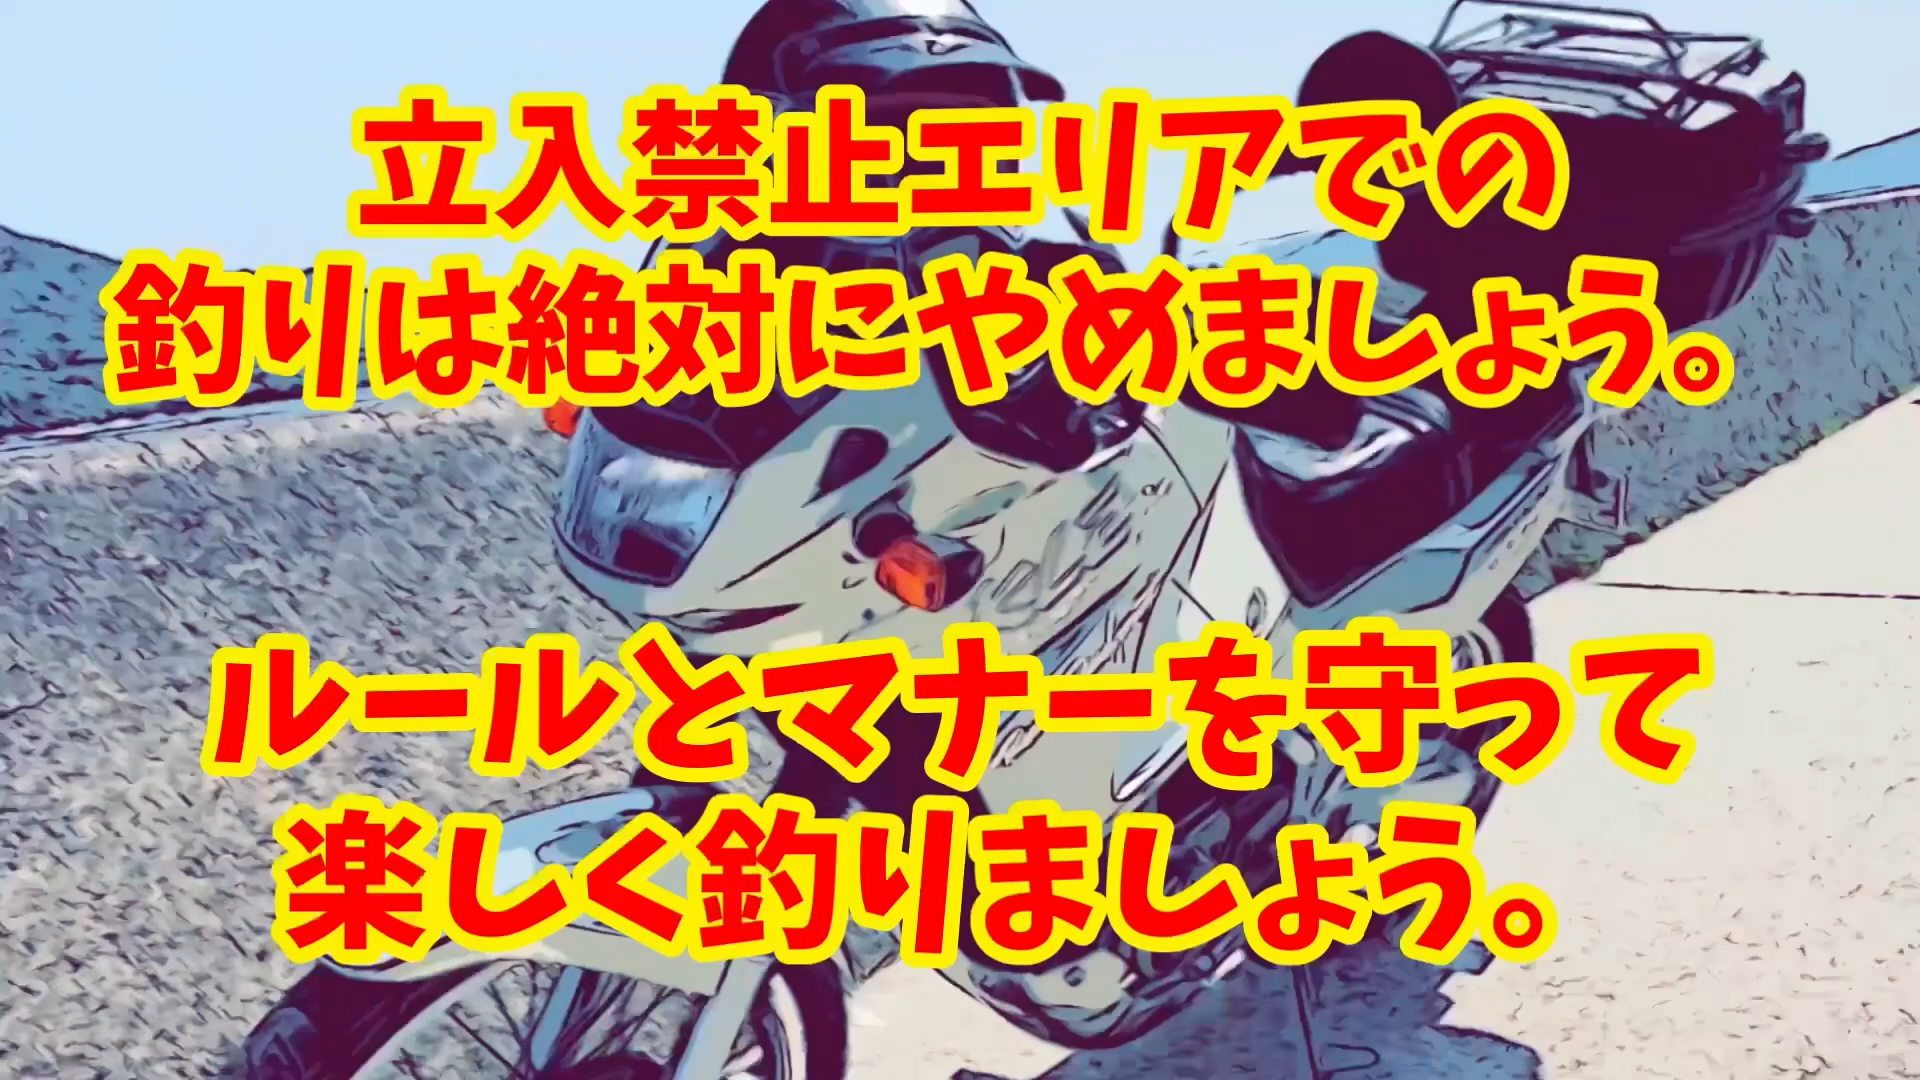 立入禁止エリアでの
釣りは絶対にやめましょう。
ルールとマナーを守って
楽しく釣りましょう。